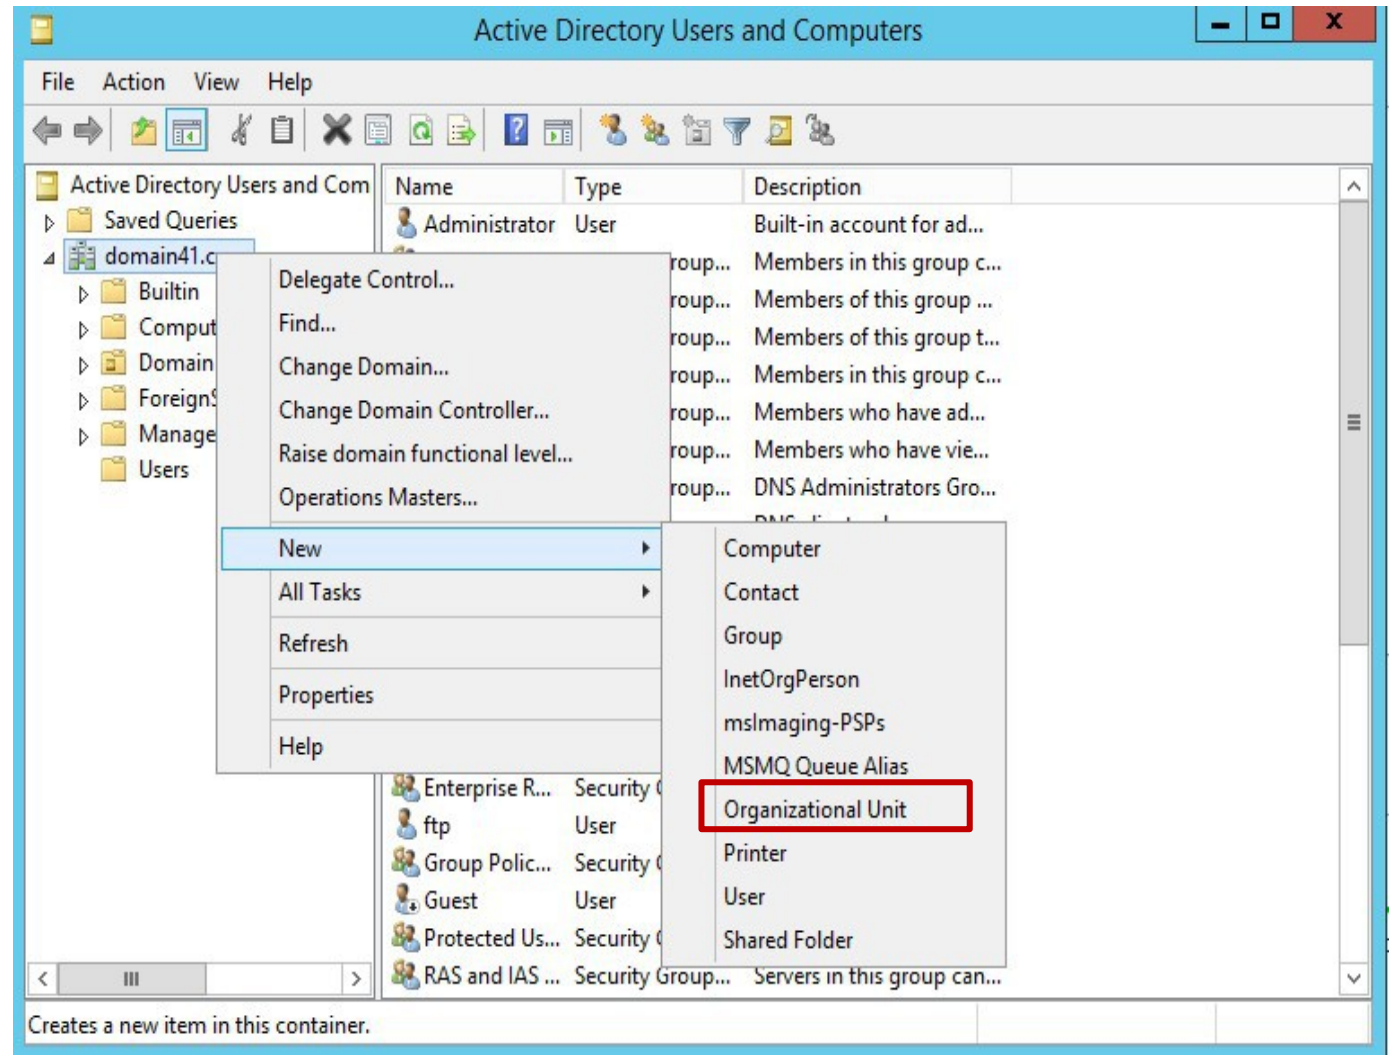 Active Directory Users and Computers
File Action View Help
Active Directory Users and Com
Saved Queries
domain41.c
Builtin
Comput
Domain
Foreign
Manage
Users
Name Type Description
Administrator User Built-in account for ad...
roup... Members in this group c...
roup... Members of this group ...
roup... Members of this group t...
roup... Members in this group c...
roup... Members who have ad...
roup... Members who have vie...
roup... DNS Administrators Gro...
Delegate Control...
Find...
Change Domain...
Change Domain Controller...
Raise domain functional level...
Operations Masters...
New
All Tasks
Refresh
Properties
Help
Computer
Contact
Group
InetOrgPerson
msImaging-PSPs
MSMQ Queue Alias
Organizational Unit
Printer
User
Shared Folder
Enterprise R... Security
ftp User
Group Polic... Security
Guest User
Protected Us... Security
RAS and IAS ... Security Group... Servers in this group can...
Creates a new item in this container.